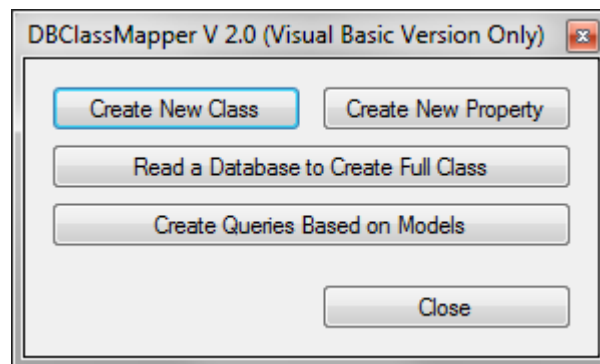 DBClassMapper V 2.0 (Visual Basic Version Only)
Create New Class Create New Property
Read a Database to Create Full Class
Create Queries Based on Models
Close